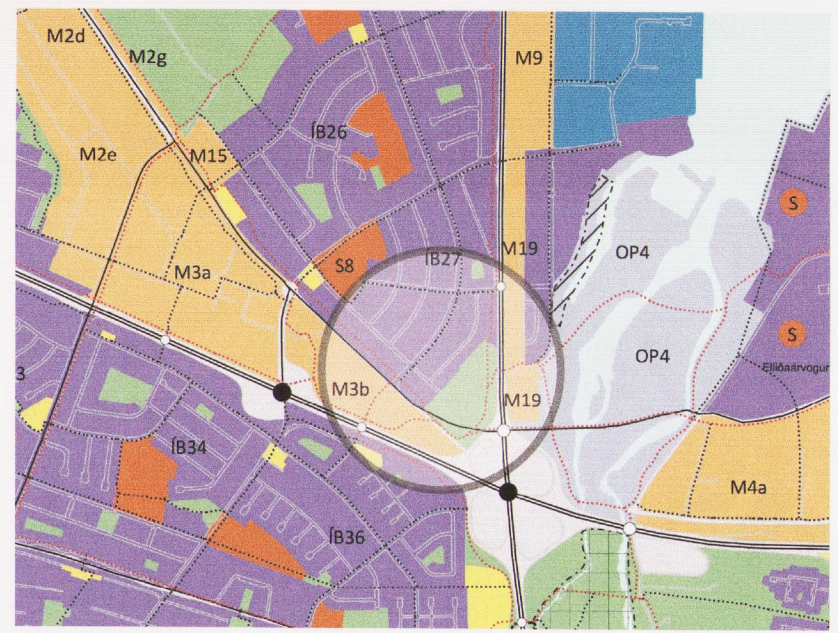 M2d
M2g
M9
ÍB26
M2e
M15
S
M19
ÍB27
OP4
S8
M3a
S
OP4
Elliðaárvogur
3
M3b
M19
ÍB34
M4a
ÍB36